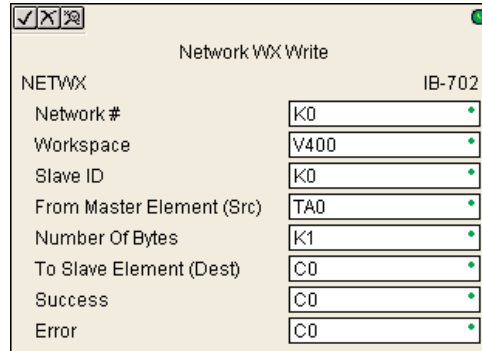 Network WX Write
NETWX IB-702
Network # K0
Workspace V400
Slave ID K0
From Master Element (Src) TA0
Number Of Bytes K1
To Slave Element (Dest) C0
Success C0
Error C0